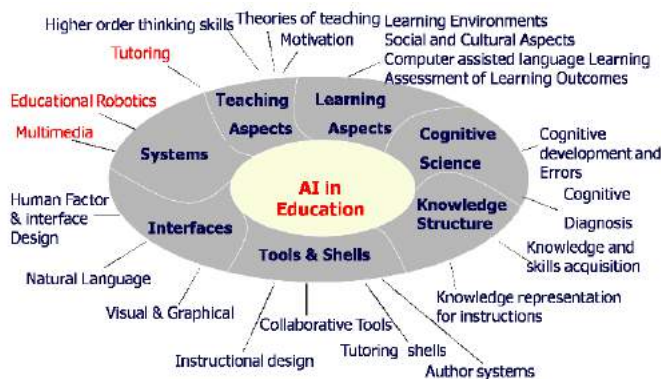 Theories of teaching
Higher order thinking skills
Motivation
Learning Environments
Social and Cultural Aspects
Computer assisted language Learning
Assessment of Learning Outcomes
Tutoring
Educational Robotics
Multimedia
Teaching
Aspects
Learning
Aspects
Systems
Cognitive
Science
Cognitive
development and
Errors
AI in
Education
Human Factor
& interface
Design
Interfaces
Knowledge
Structure
Cognitive
Diagnosis
Tools & Shells
Knowledge and
skills acquisition
Natural Language
Visual & Graphical
Knowledge representation
for instructions
Collaborative Tools
Instructional design
Tutoring shells
Author systems